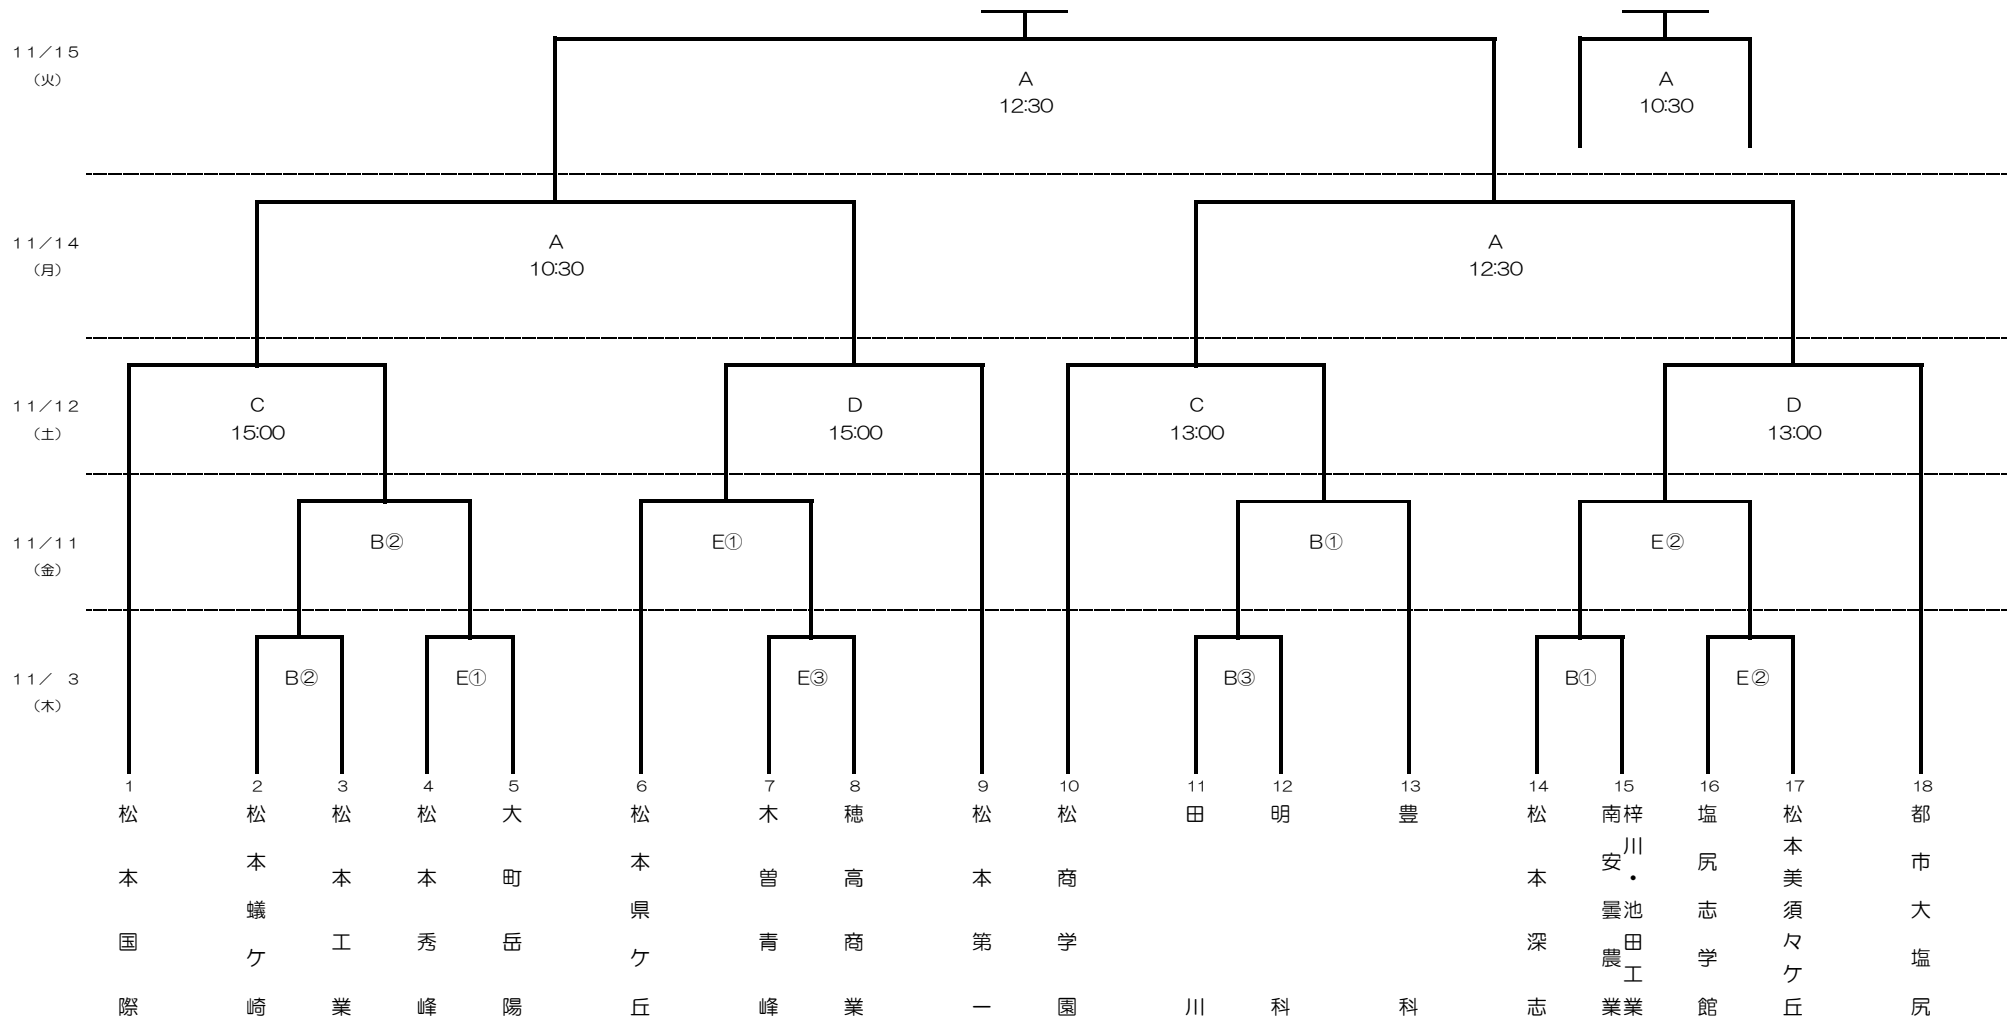 11/15
(火)
A
12:30
A
10:30
11/14
(月)
A
10:30
A
12:30
11/12
(土)
C
15:00
D
15:00
C
13:00
D
13:00
11/11
(金)
B②
E①
B①
E②
11/ 3
(木)
B②
E①
E③
B③
B①
E②
1
松本国際
2
松本蟻ケ崎
3
松本工業
4
松本秀峰
5
大町岳陽
6
松本県ケ丘
7
木曽青峰
8
穂高商業
9
松本第一
10
松商学園
11
田川
12
明科
13
豊科
14
松本深志
15
梓川・池田工業
南安曇農業
16
塩尻志学館
17
松本美須々ケ丘
18
都市大塩尻